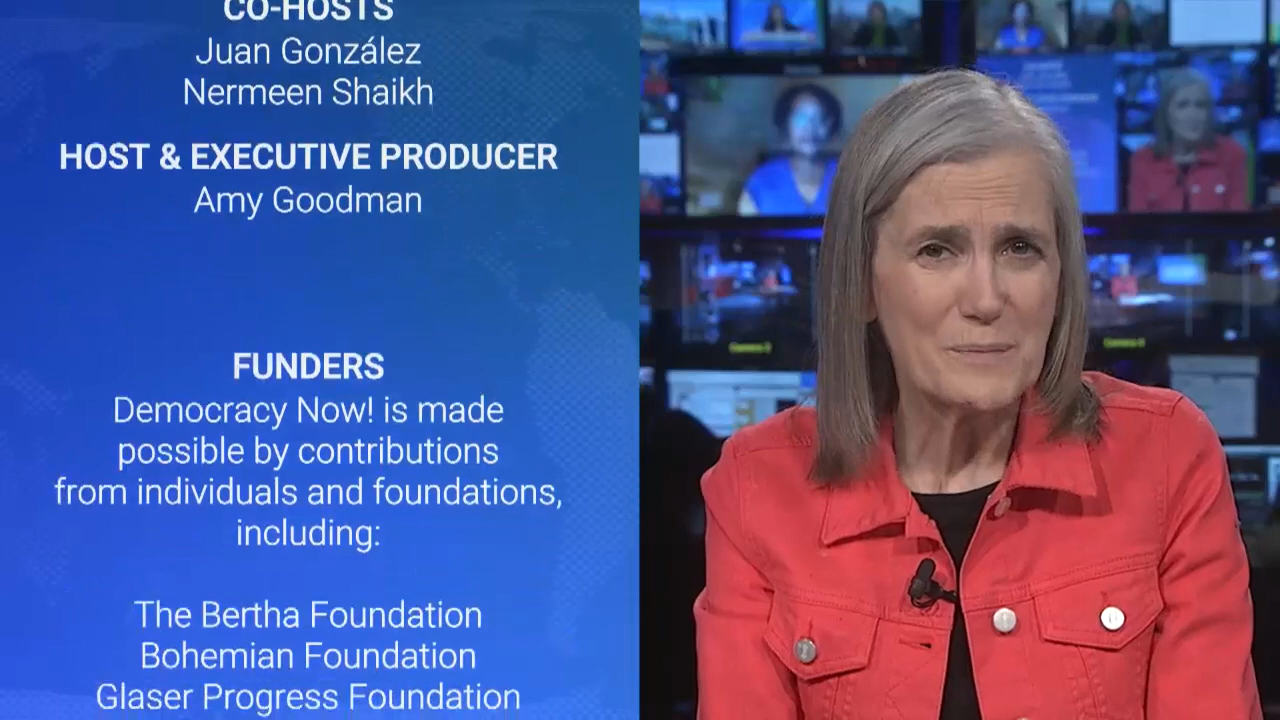 CO-HOSTS
Juan González
Nermeen Shaikh
HOST & EXECUTIVE PRODUCER
Amy Goodman
FUNDERS
Democracy Now! is made
possible by contributions
from individuals and foundations,
including:
The Bertha Foundation
Bohemian Foundation
Glaser Progress Foundation